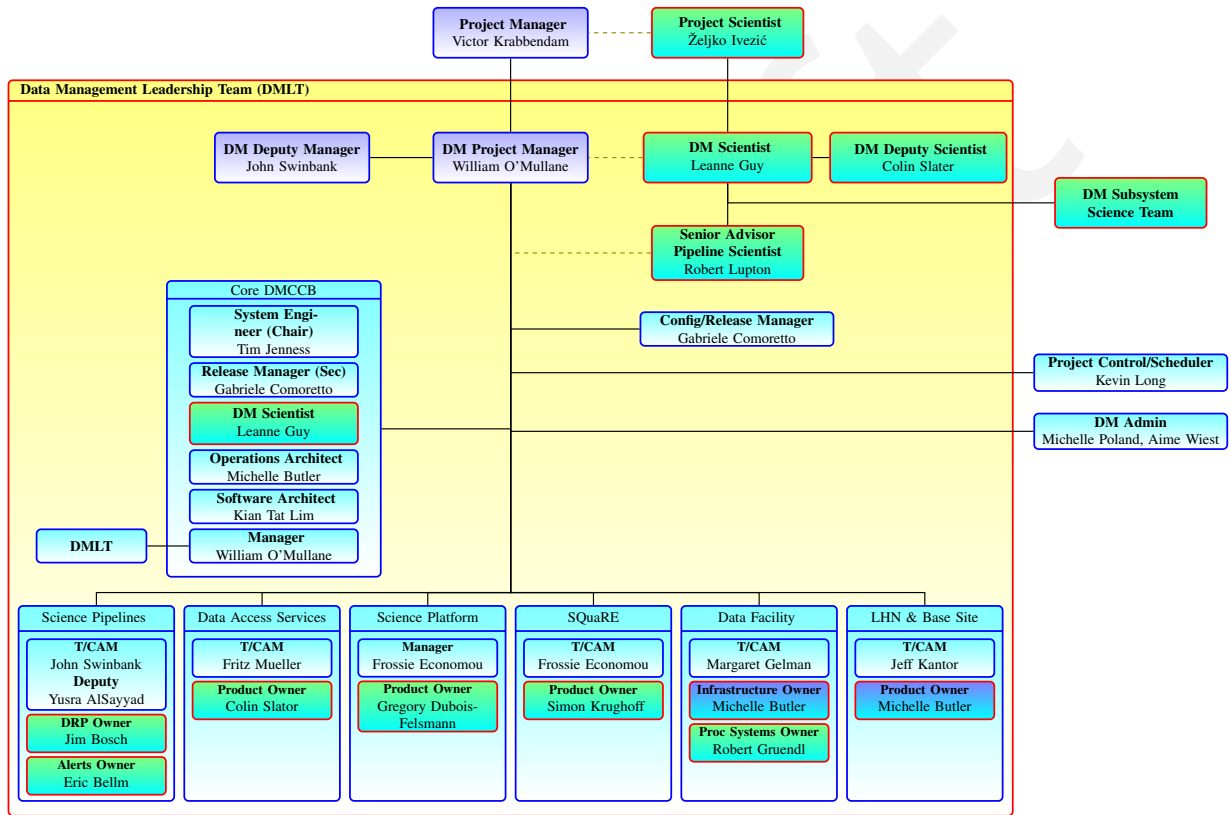 Project Manager
Victor Krabbendam
Project Scientist
Željko Ivezić
Data Management Leadership Team (DMLT)
DM Deputy Manager
John Swinbank
DM Project Manager
William O'Mullane
DM Scientist
Leanne Guy
DM Deputy Scientist
Colin Slater
DM Subsystem
Science Team
Senior Advisor
Pipeline Scientist
Robert Lupton
Core DMCCB
System Engi-
neer (Chair)
Tim Jenness
Release Manager (Sec)
Gabriele Comoretto
DM Scientist
Leanne Guy
Operations Architect
Michelle Butler
Software Architect
Kian Tat Lim
Manager
William O'Mullane
DMLT
Config/Release Manager
Gabriele Comoretto
Project Control/Scheduler
Kevin Long
DM Admin
Michelle Poland, Aime Wiest
Science Pipelines
T/CAM
John Swinbank
Deputy
Yusra AlSayyad
DRP Owner
Jim Bosch
Alerts Owner
Eric Bellm
Data Access Services
T/CAM
Fritz Mueller
Product Owner
Colin Slator
Science Platform
Manager
Frossie Economou
Product Owner
Gregory Dubois-
Felsmann
SQuaRE
T/CAM
Frossie Economou
Product Owner
Simon Krughoff
Data Facility
T/CAM
Margaret Gelman
Infrastructure Owner
Michelle Butler
Proc Systems Owner
Robert Gruendl
LHN & Base Site
T/CAM
Jeff Kantor
Product Owner
Michelle Butler